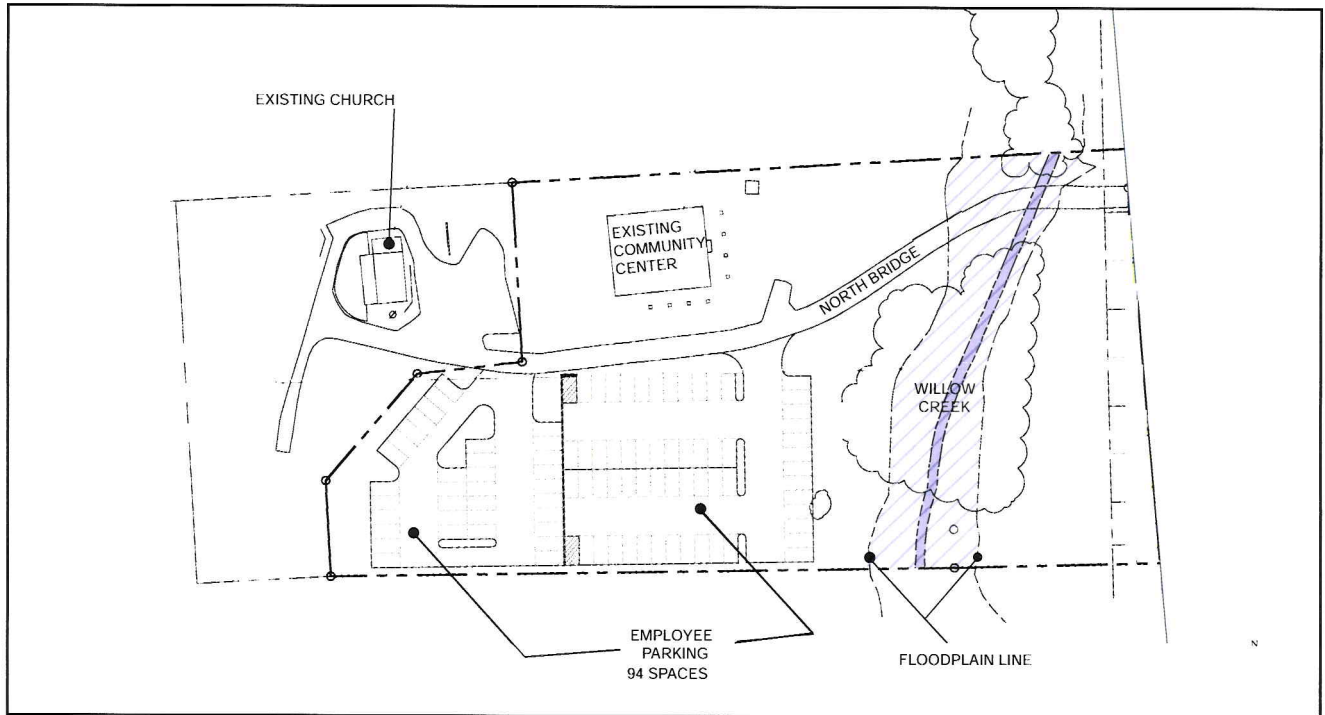 EXISTING CHURCH
EXISTING
COMMUNITY
CENTER
NORTH BRIDGE
WILLOW
CREEK
EMPLOYEE
PARKING
94 SPACES
FLOODPLAIN LINE
N